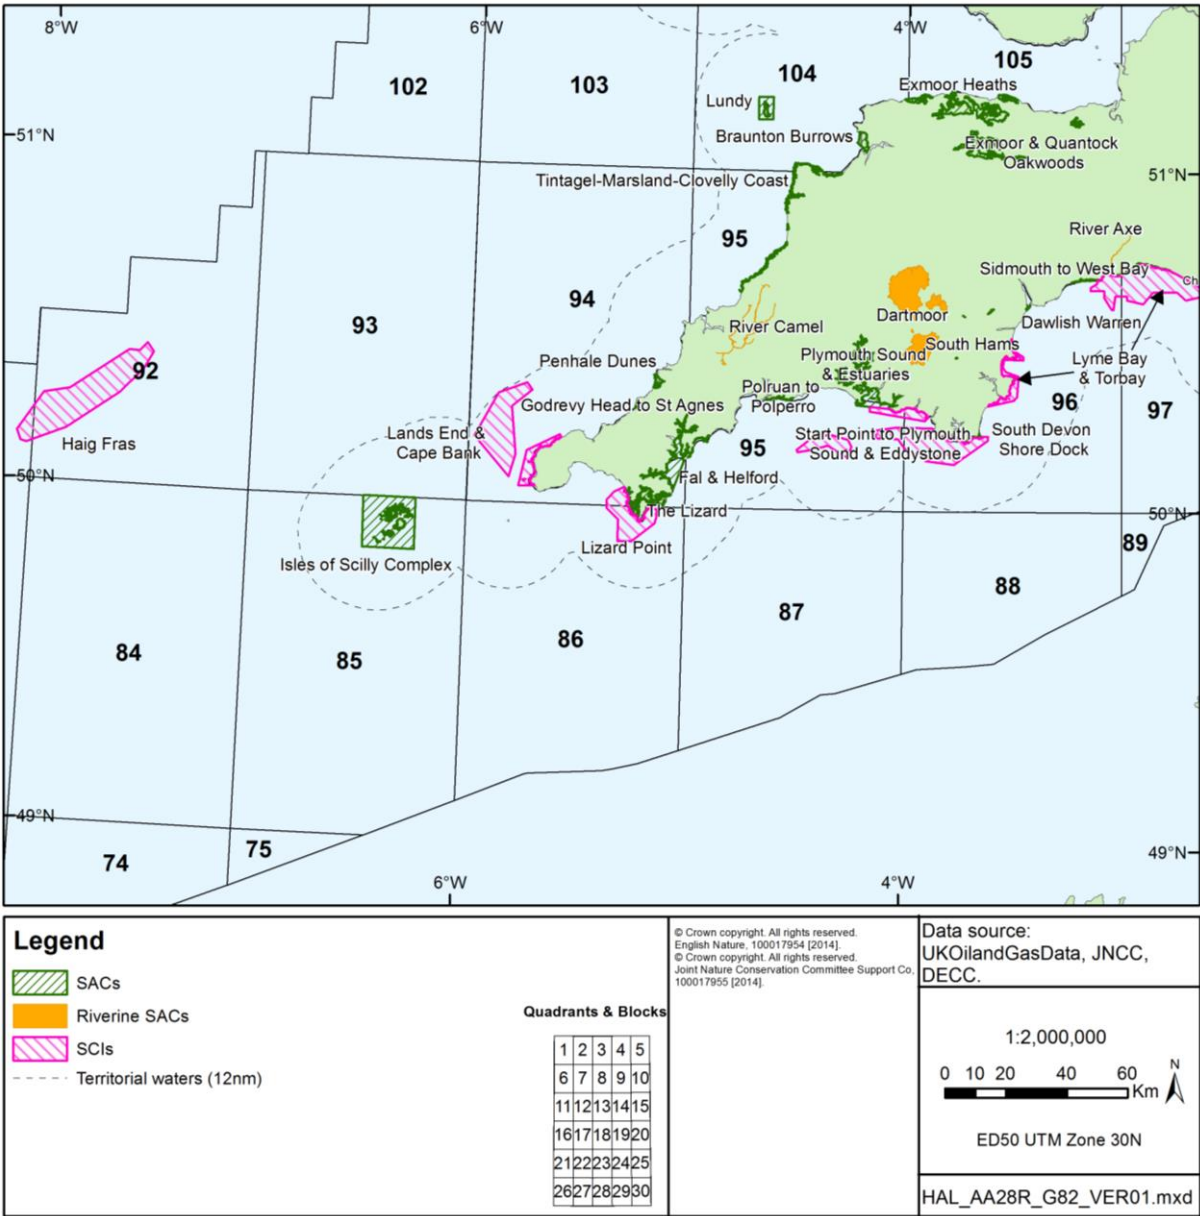 8°W
6°W
4°W
102
103
104
105
Exmoor Heaths
Lundy
51°N
Braunton Burrows
Exmoor & Quantock
Oakwoods
Tintagel-Marsland-Clovelly Coast
51°N
95
River Axe
Sidmouth to West Bay
Ch
94
93
Dartmoor
Dawlish Warren
River Camel
South Hams
Penhale Dunes
Plymouth Sound
& Estuaries
Lyme Bay
& Torbay
92
Polruan to
Polperro
96
97
Godrevy Head to St Agnes
Haig Fras
Lands End &
Cape Bank
95
Start Point to Plymouth
Sound & Eddystone
South Devon
Shore Dock
50°N
Fal & Helford
The Lizard
50°N
Lizard Point
89
Isles of Scilly Complex
88
87
86
84
85
49°N
75
74
49°N
6°W
4°W
Legend
SACs
Riverine SACs
SCIs
Territorial waters (12nm)
Quadrants & Blocks
1 2 3 4 5
6 7 8 9 10
11 12 13 14 15
16 17 18 19 20
21 22 23 24 25
26 27 28 29 30
© Crown copyright. All rights reserved.
English Nature, 100017954 [2014].
© Crown copyright. All rights reserved.
Joint Nature Conservation Committee Support Co,
100017955 [2014].
Data source:
UKOilandGasData, JNCC,
DECC.
1:2,000,000
0 10 20 40 60
Km
N
ED50 UTM Zone 30N
HAL_AA28R_G82_VER01.mxd